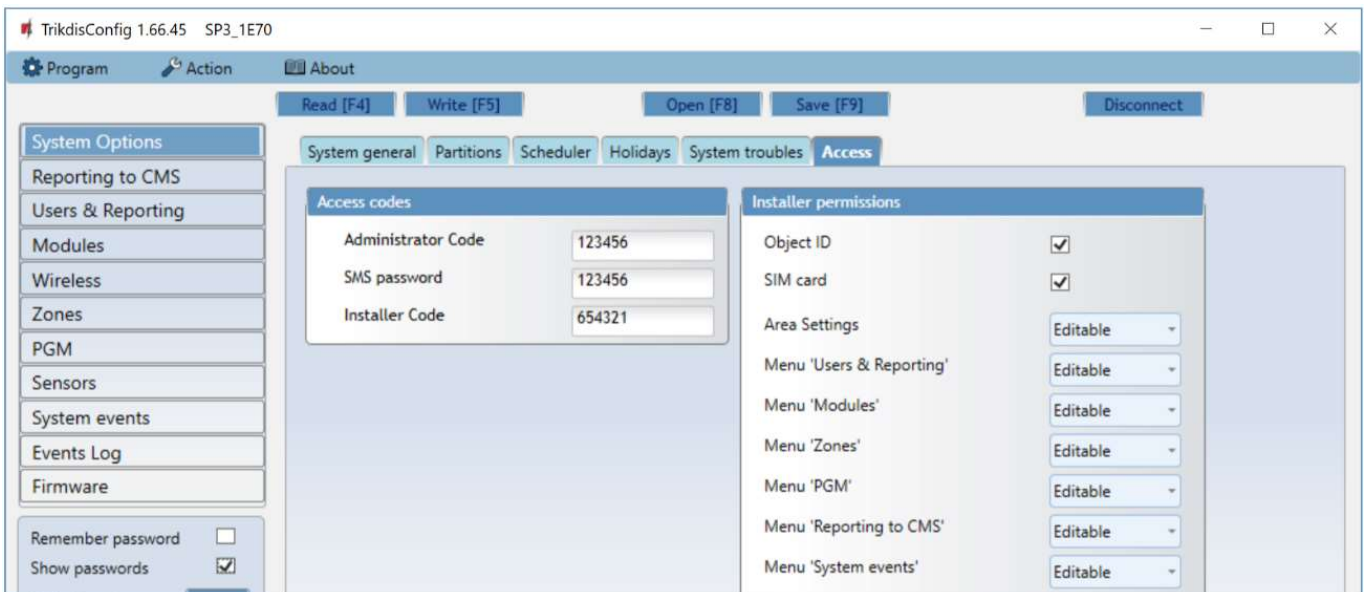 TrikdisConfig 1.66.45 SP3_1E70
Program Action About
Read [F4] Write [F5] Open [F8] Save [F9] Disconnect
System Options
Reporting to CMS
Users & Reporting
Modules
Wireless
Zones
PGM
Sensors
System events
Events Log
Firmware
Remember password
Show passwords
System general Partitions Scheduler Holidays System troubles Access
Access codes
Administrator Code 123456
SMS password 123456
Installer Code 654321
Installer permissions
Object ID
SIM card
Area Settings Editable
Menu 'Users & Reporting' Editable
Menu 'Modules' Editable
Menu 'Zones' Editable
Menu 'PGM' Editable
Menu 'Reporting to CMS' Editable
Menu 'System events' Editable